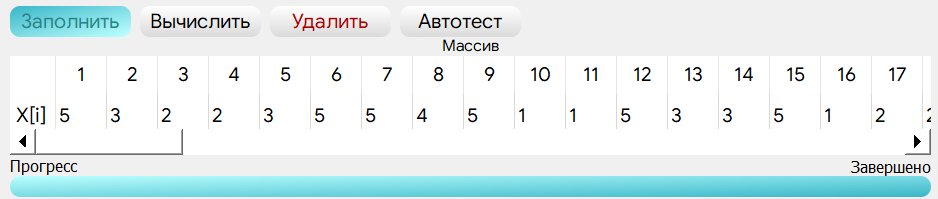 Заполнить Вычислить Удалить Автотест
Массив
1 2 3 4 5 6 7 8 9 10 11 12 13 14 15 16 17
X[i] 5 3 2 2 3 5 5 4 5 1 1 5 3 3 5 1 2
Прогресс Завершено